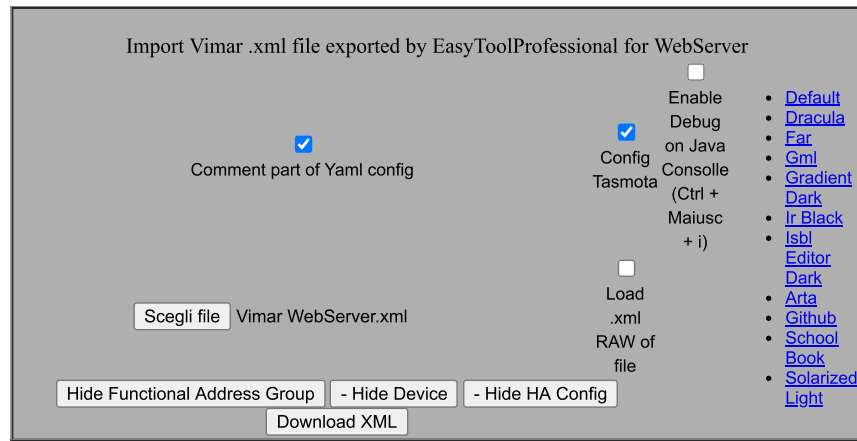 Import Vimar .xml file exported by EasyToolProfessional for WebServer
Comment part of Yaml config
Config
Tasmota
Enable
Debug
on Java
Consolle
(Ctrl +
Maiusc
+ i)
Scegli file Vimar WebServer.xml
Load
.xml
RAW of
file
Hide Functional Address Group
- Hide Device
- Hide HA Config
Download XML
Default
Dracula
Far
Gml
Gradient
Dark
Ir Black
Isbl
Editor
Dark
Arta
Github
School
Book
Solarized
Light